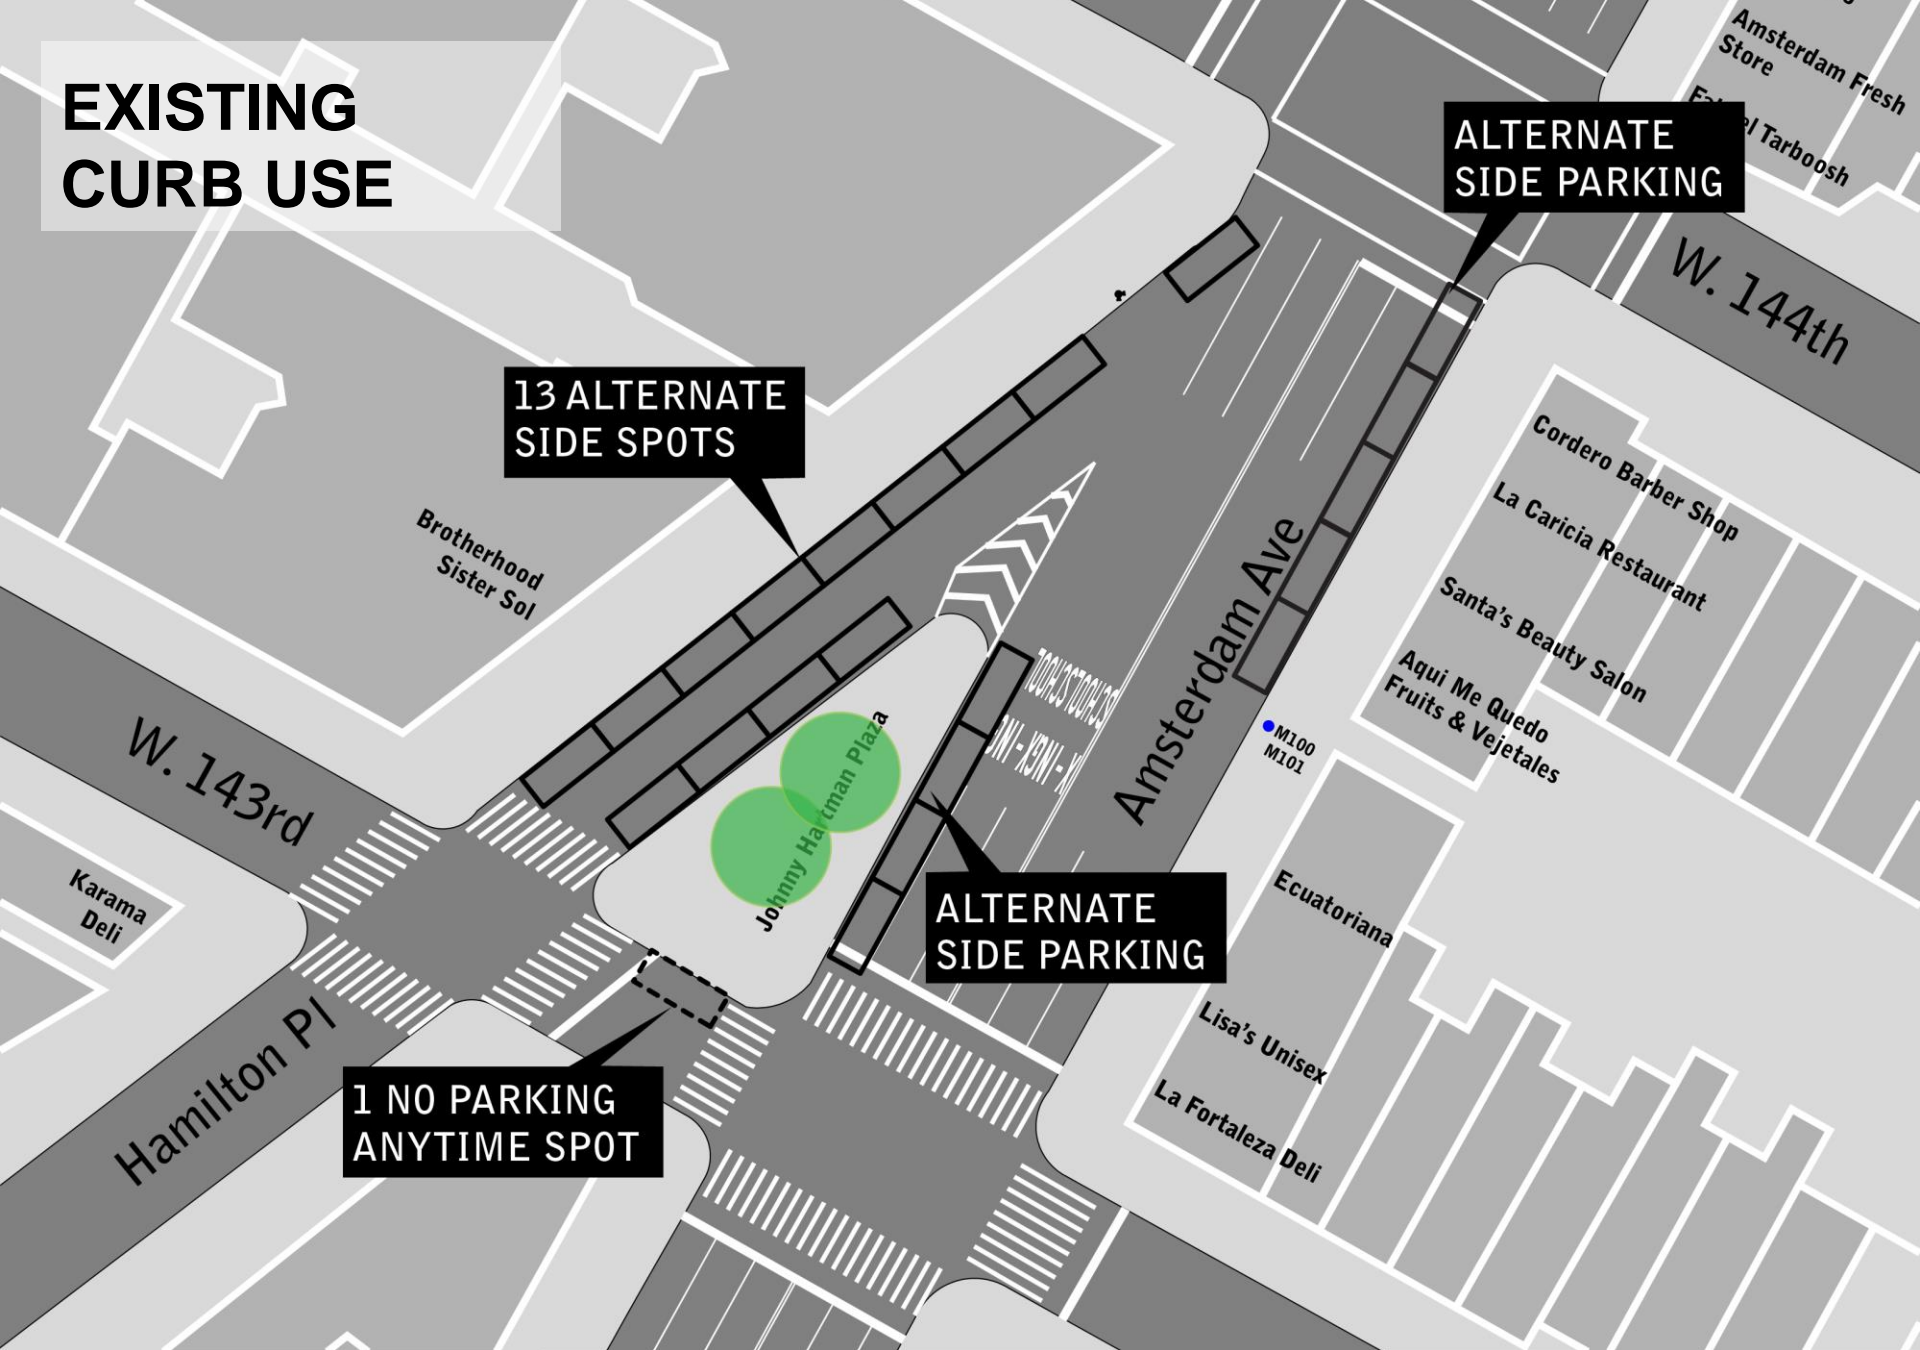 EXISTING
CURB USE
Amsterdam Fresh
Store
Tarboosh
ALTERNATE
SIDE PARKING
W. 144th
13 ALTERNATE
SIDE SPOTS
Cordero Barber Shop
La Caricia Restaurant
Santa's Beauty Salon
Aqui Me Quedo
Fruits & Vejetales
Brotherhood
Sister Sol
Amsterdam Ave
M100
M101
Johnny Hartman Plaza
W. 143rd
Karama
Deli
Hamilton Pl
ALTERNATE
SIDE PARKING
1 NO PARKING
ANYTIME SPOT
Ecuatoriana
Lisa's Unisex
La Fortaleza Deli